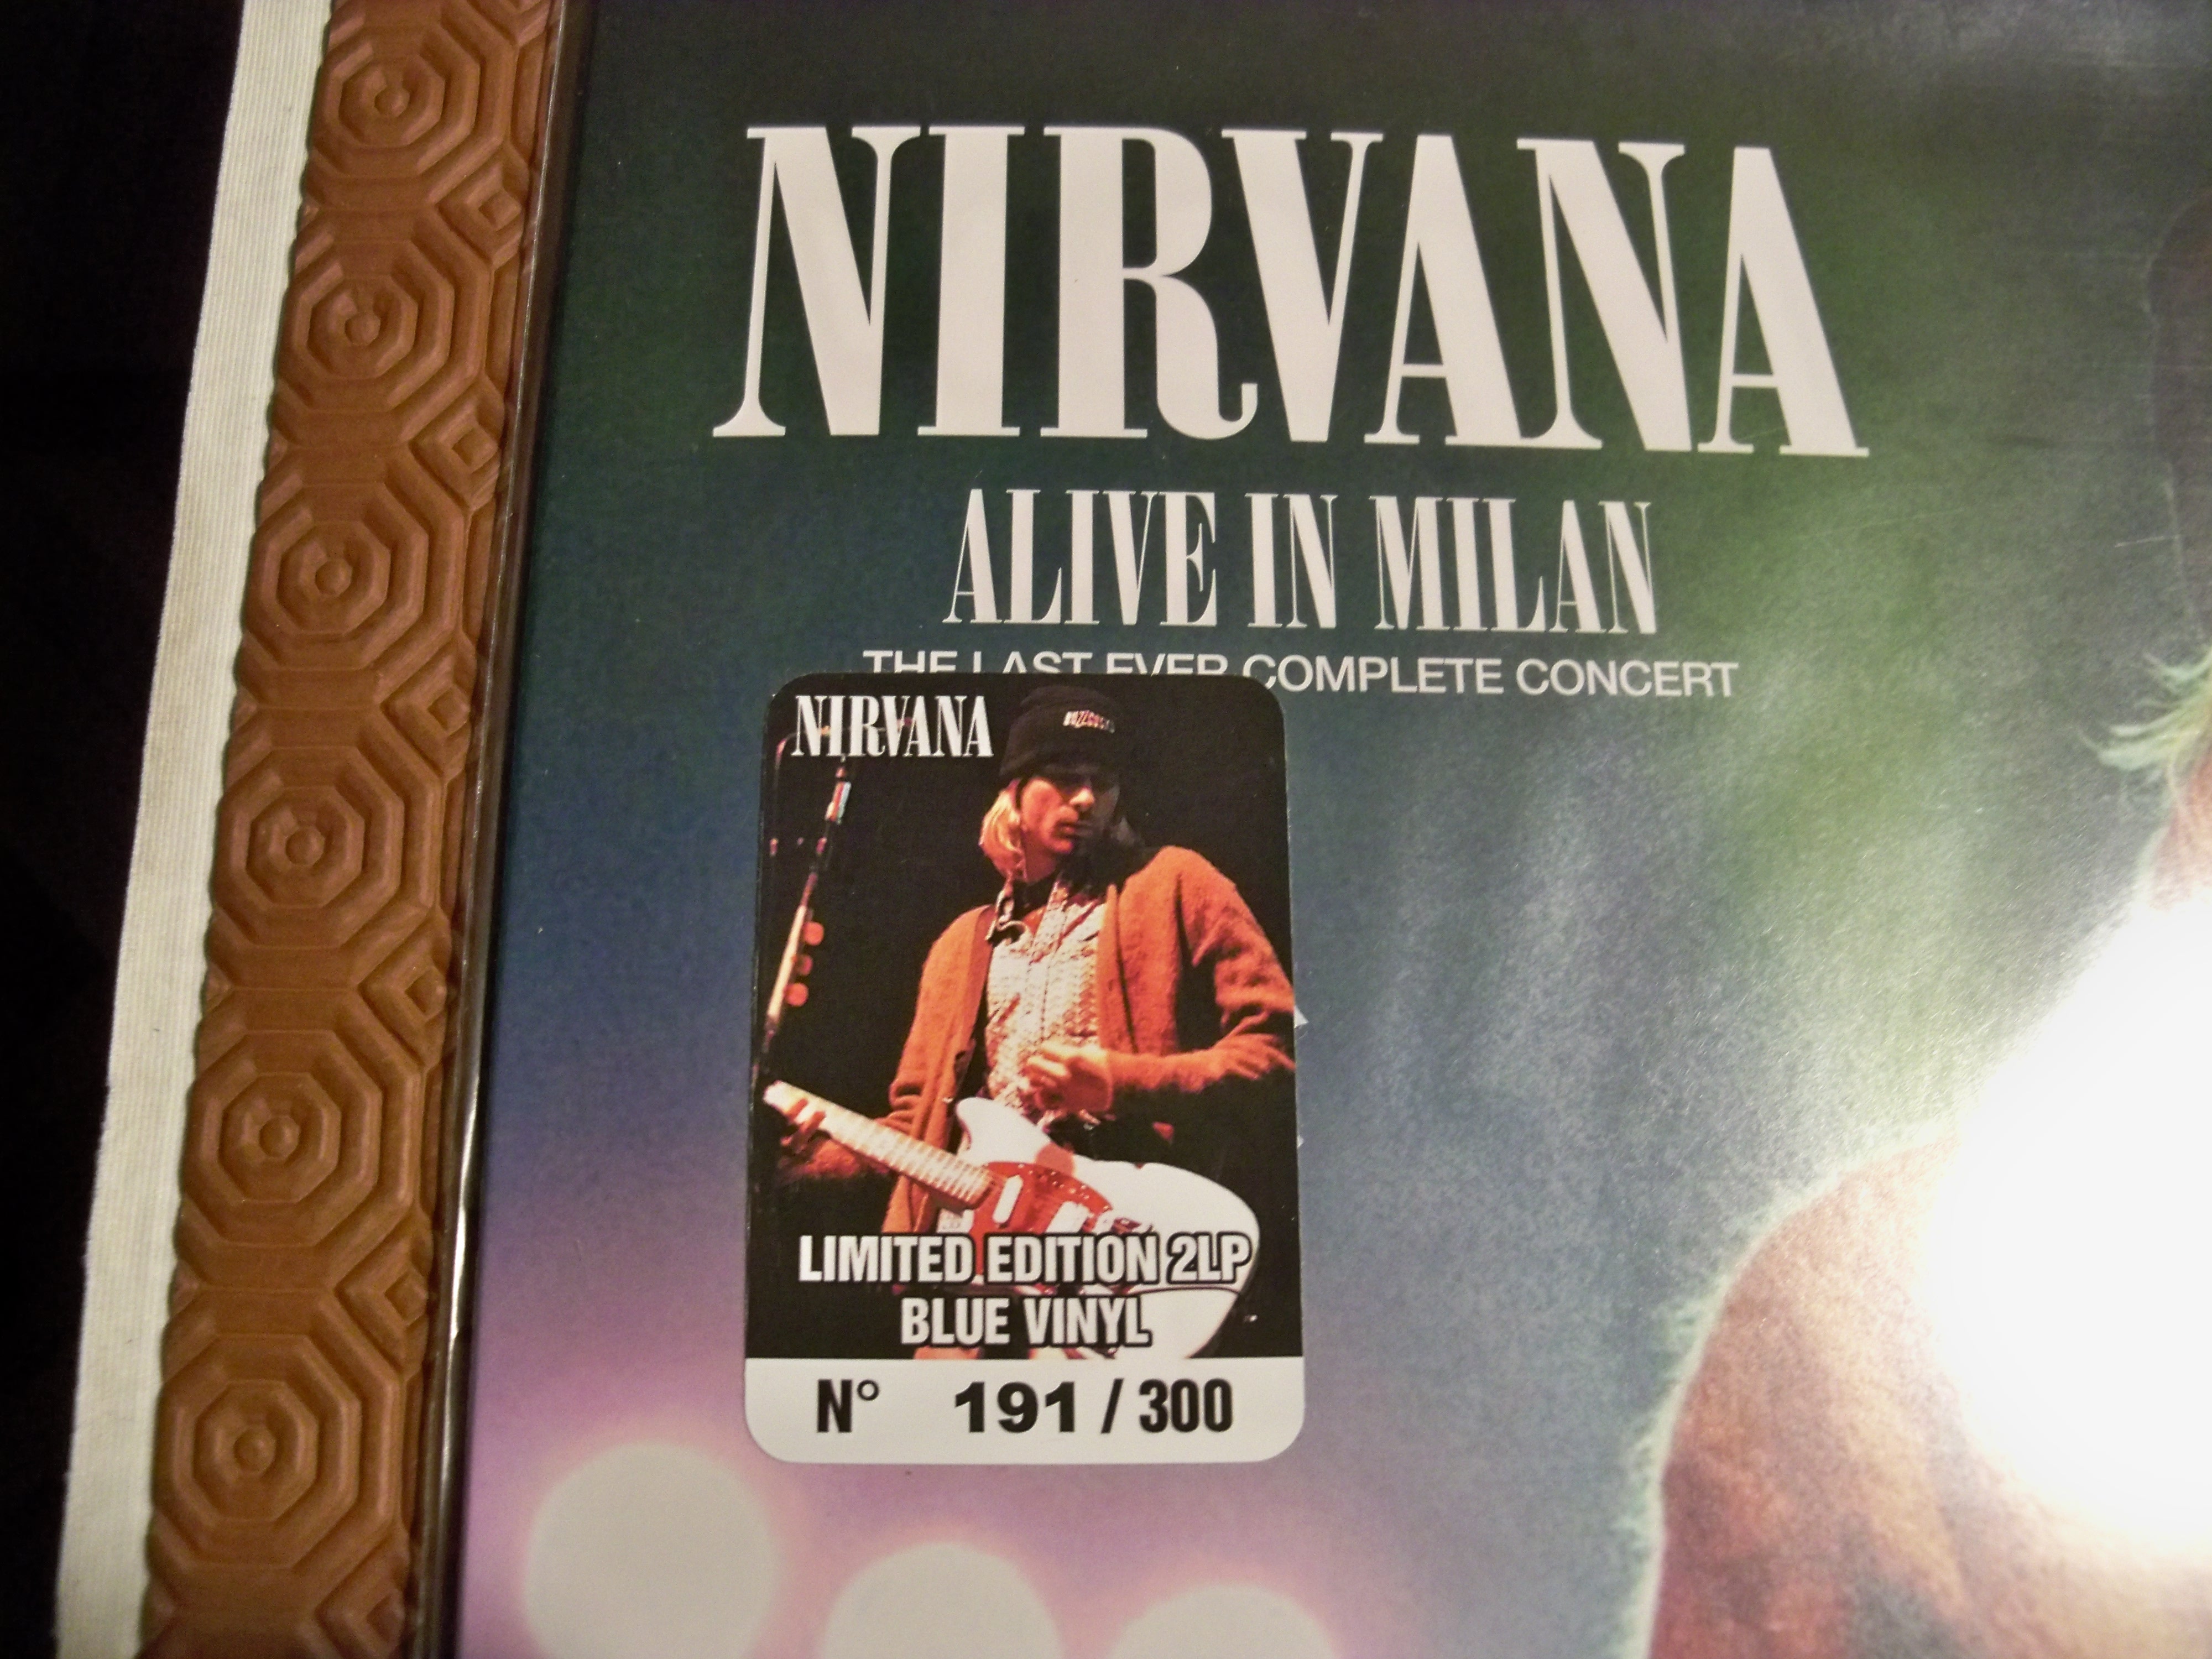 NIRVANA
ALIVE IN MILAN
THE LAST EVER COMPLETE CONCERT
NIRVANA
LIMITED EDITION 2LP
BLUE VINYL
N° 191 / 300